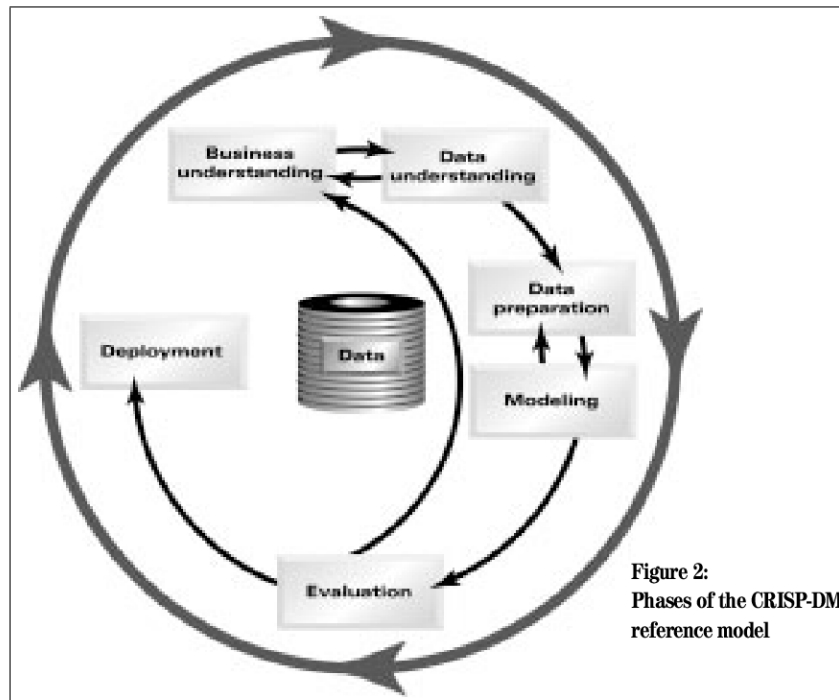 Business
understanding
Data
understanding
Data
preparation
Modeling
Data
Deployment
Evaluation
Figure 2:
Phases of the CRISP-DM
reference model